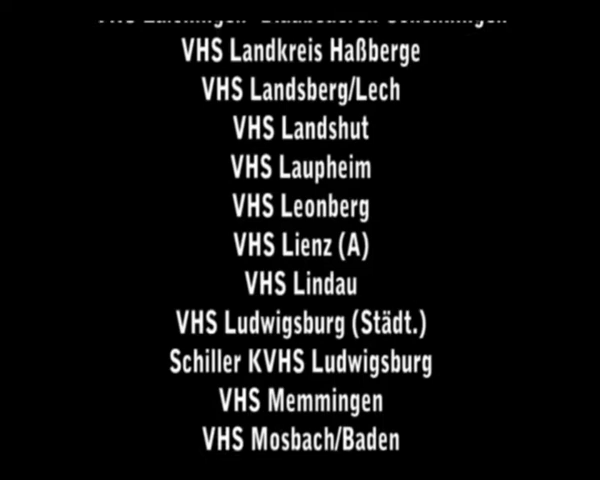 VHS Landkreis Haßberge
VHS Landsberg/Lech
VHS Landshut
VHS Laupheim
VHS Leonberg
VHS Lienz (A)
VHS Lindau
VHS Ludwigsburg (Städt.)
Schiller KVHS Ludwigsburg
VHS Memmingen
VHS Mosbach/Baden